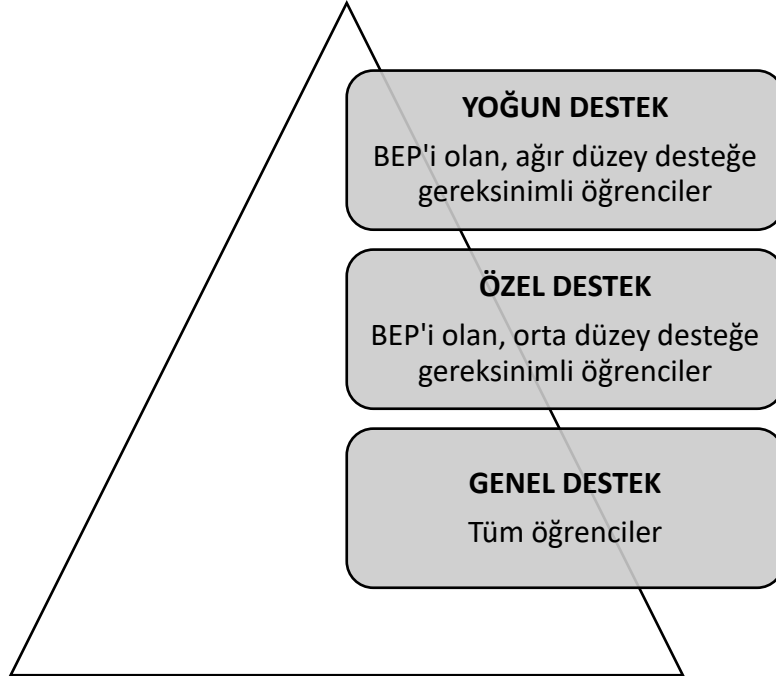 YOĞUN DESTEK
BEP'i olan, ağır düzey desteğe
gereksinimli öğrenciler
ÖZEL DESTEK
BEP'i olan, orta düzey desteğe
gereksinimli öğrenciler
GENEL DESTEK
Tüm öğrenciler